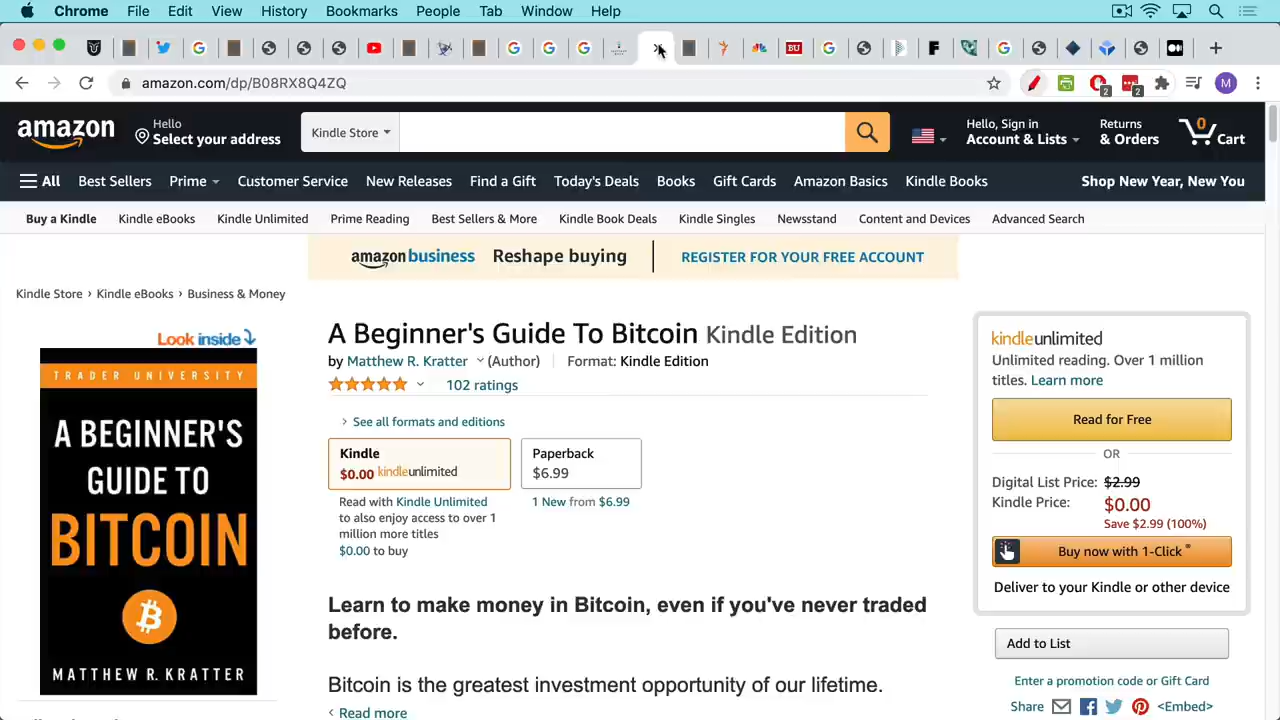 Chrome File Edit View History Bookmarks People Tab Window Help
amazon.com/dp/B08RX8Q4ZQ
2 2 M
amazon
Hello
Select your address
Kindle Store
Hello, Sign in
Account & Lists
Returns
& Orders
0
Cart
All Best Sellers Prime Customer Service New Releases Find a Gift Today's Deals Books Gift Cards Amazon Basics Kindle Books Shop New Year, New You
Buy a Kindle Kindle eBooks Kindle Unlimited Prime Reading Best Sellers & More Kindle Book Deals Kindle Singles Newsstand Content and Devices Advanced Search
amazon business Reshape buying REGISTER FOR YOUR FREE ACCOUNT
Kindle Store › Kindle eBooks › Business & Money
Look inside
TRADER UNIVERSITY
A BEGINNER'S
GUIDE TO
BITCOIN
MATTHEW R. KRATTER
A Beginner's Guide To Bitcoin Kindle Edition
by Matthew R. Kratter (Author) Format: Kindle Edition
102 ratings
See all formats and editions
Kindle
$0.00 kindleunlimited
Read with Kindle Unlimited
to also enjoy access to over 1
million more titles
$0.00 to buy
Paperback
$6.99
1 New from $6.99
Learn to make money in Bitcoin, even if you've never traded
before.
Bitcoin is the greatest investment opportunity of our lifetime.
Read more
kindleunlimited
Unlimited reading. Over 1 million
titles. Learn more
Read for Free
OR
Digital List Price: $2.99
Kindle Price: $0.00
Save $2.99 (100%)
Buy now with 1-Click ®
Deliver to your Kindle or other device
Add to List
Enter a promotion code or Gift Card
Share <Embed>